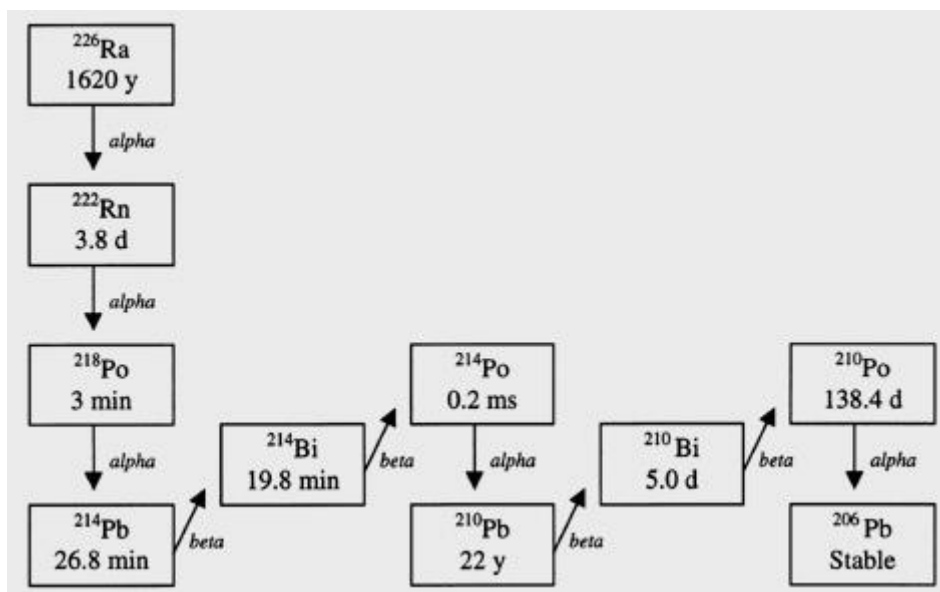 ²²⁶Ra
1620 y
alpha
²²²Rn
3.8 d
alpha
²¹⁸Po
3 min
alpha
²¹⁴Pb
26.8 min
beta
²¹⁴Bi
19.8 min
beta
²¹⁴Po
0.2 ms
alpha
²¹⁰Pb
22 y
beta
²¹⁰Bi
5.0 d
beta
²¹⁰Po
138.4 d
alpha
²⁰⁶Pb
Stable